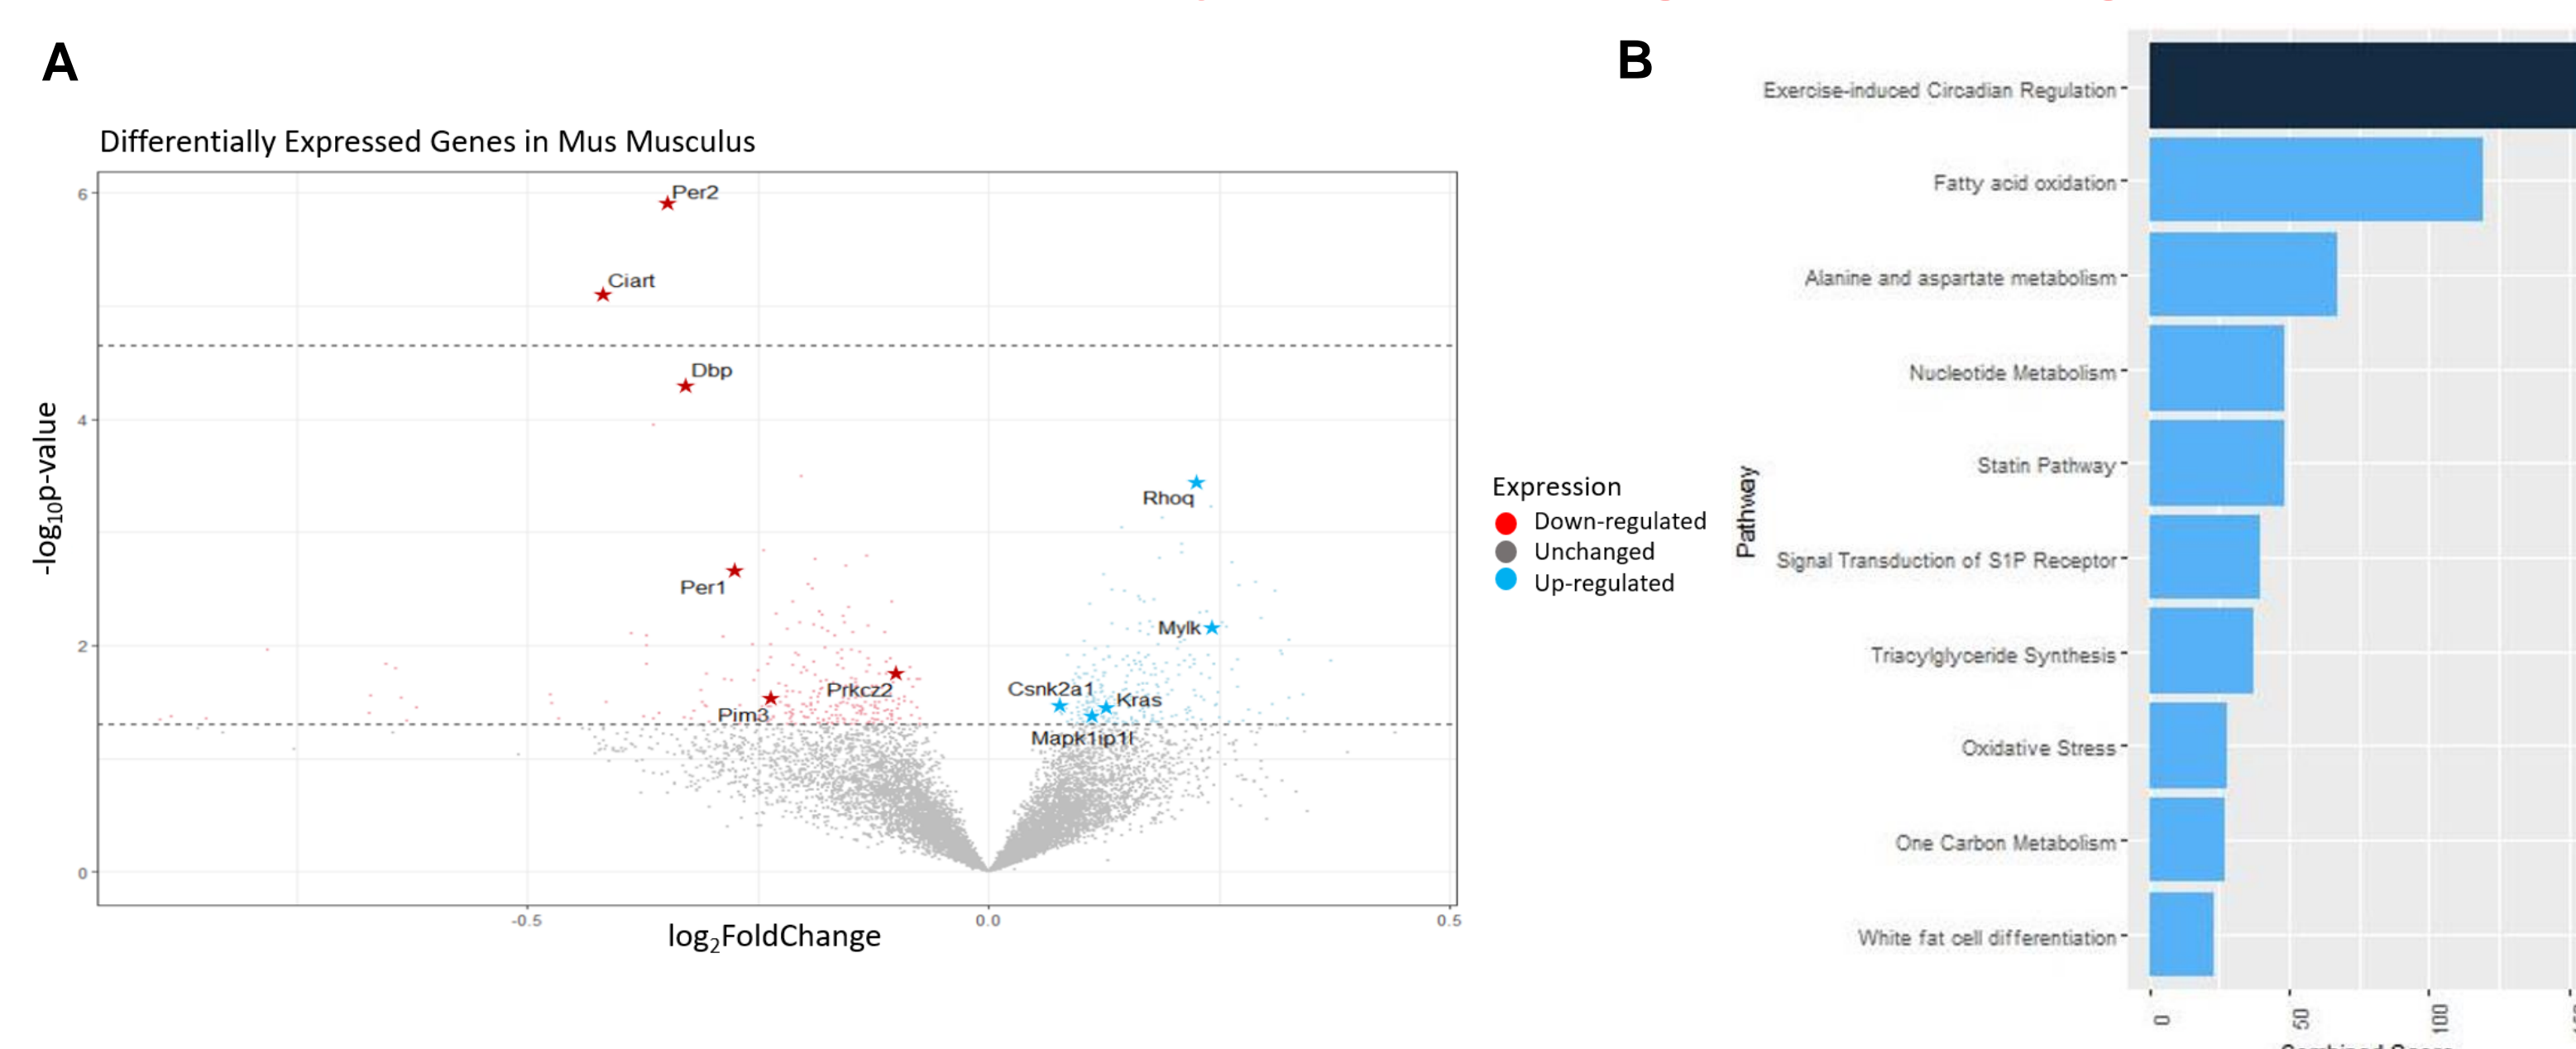 A
Differentially Expressed Genes in Mus Musculus
-log10p-value
6
4
2
0
Per2
Ciart
Dbp
Rhoq
Per1
Mylk
Prkcz2
Csnk2a1
Kras
Pim3
Mapk1ip1l
-0.5
0.0
0.5
log2FoldChange
Expression
Down-regulated
Unchanged
Up-regulated
B
Pathway
Exercise-induced Circadian Regulation
Fatty acid oxidation
Alanine and aspartate metabolism
Nucleotide Metabolism
Statin Pathway
Signal Transduction of S1P Receptor
Triacylglyceride Synthesis
Oxidative Stress
One Carbon Metabolism
White fat cell differentiation
0
50
100